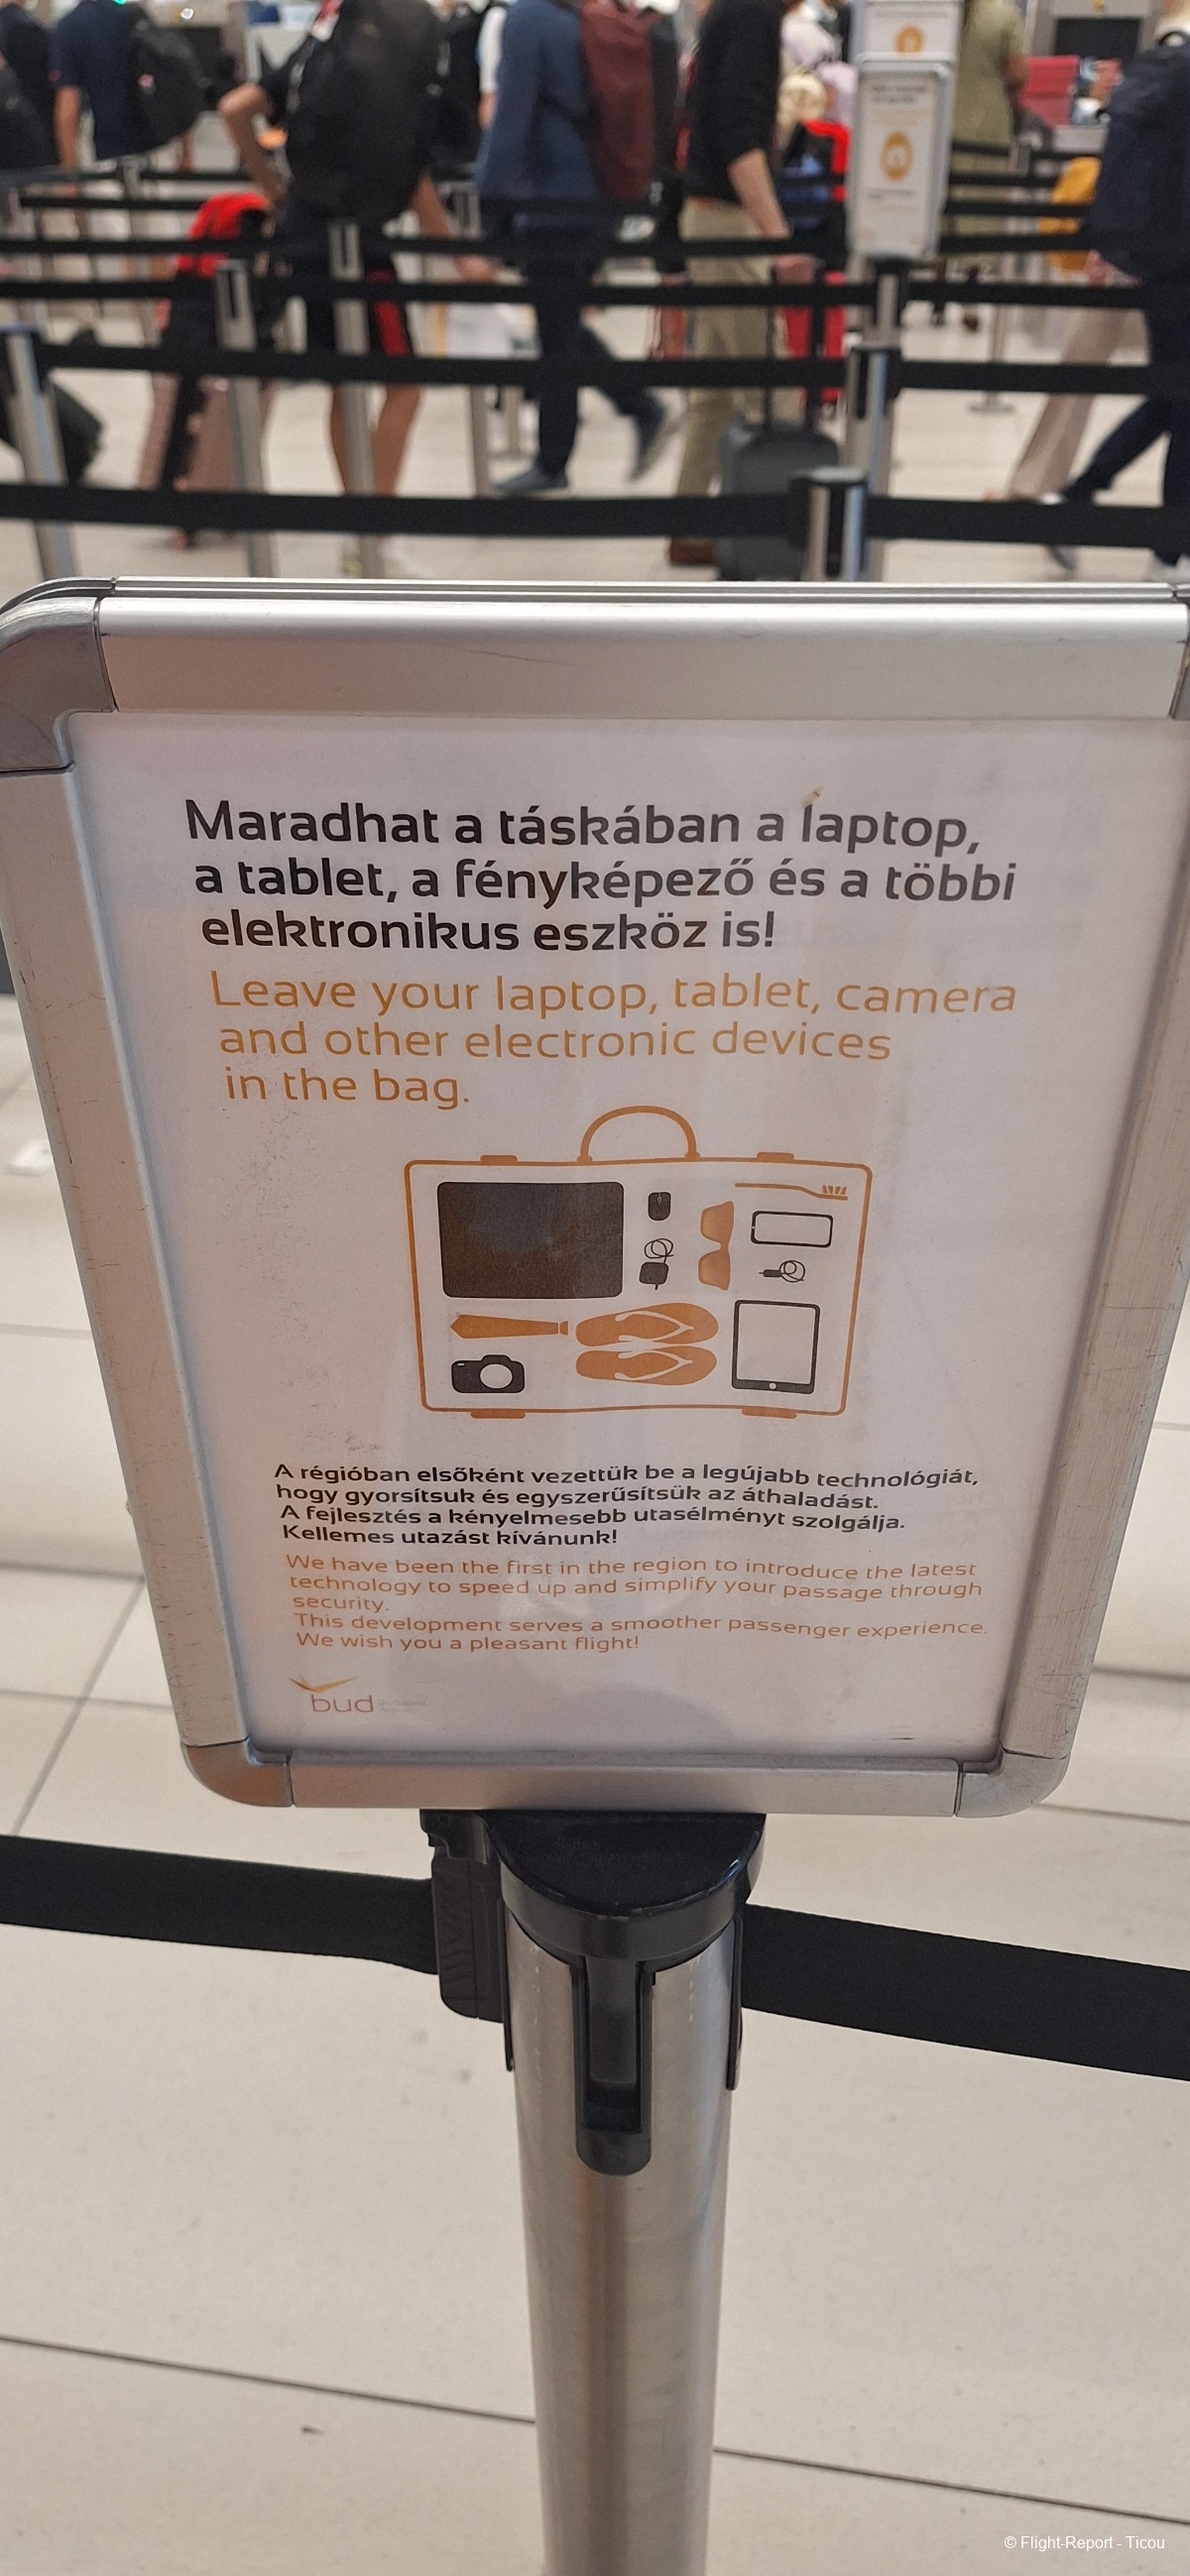 Maradhat a táskában a laptop,
a tablet, a fényképező és a többi
elektronikus eszköz is!
Leave your laptop, tablet, camera
and other electronic devices
in the bag.
A régióban elsőként vezettük be a legújabb technológiát,
hogy gyorsítsuk és egyszerűsítsük az áthaladást.
A fejlesztés a kényelmesebb utasélményt szolgálja.
Kellemes utazást kívánunk!
We have been the first in the region to introduce the latest
technology to speed up and simplify your passage through
security.
This development serves a smoother passenger experience.
We wish you a pleasant flight!
bud
© Flight-Report - Ticou